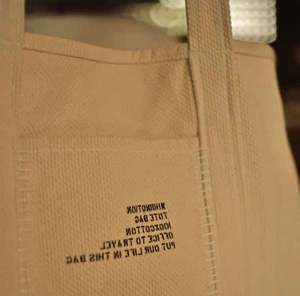 TOTE BAG
100%COTTON
OFFICE TO TRAVEL
PUT OUR LIFE IN THIS BAG